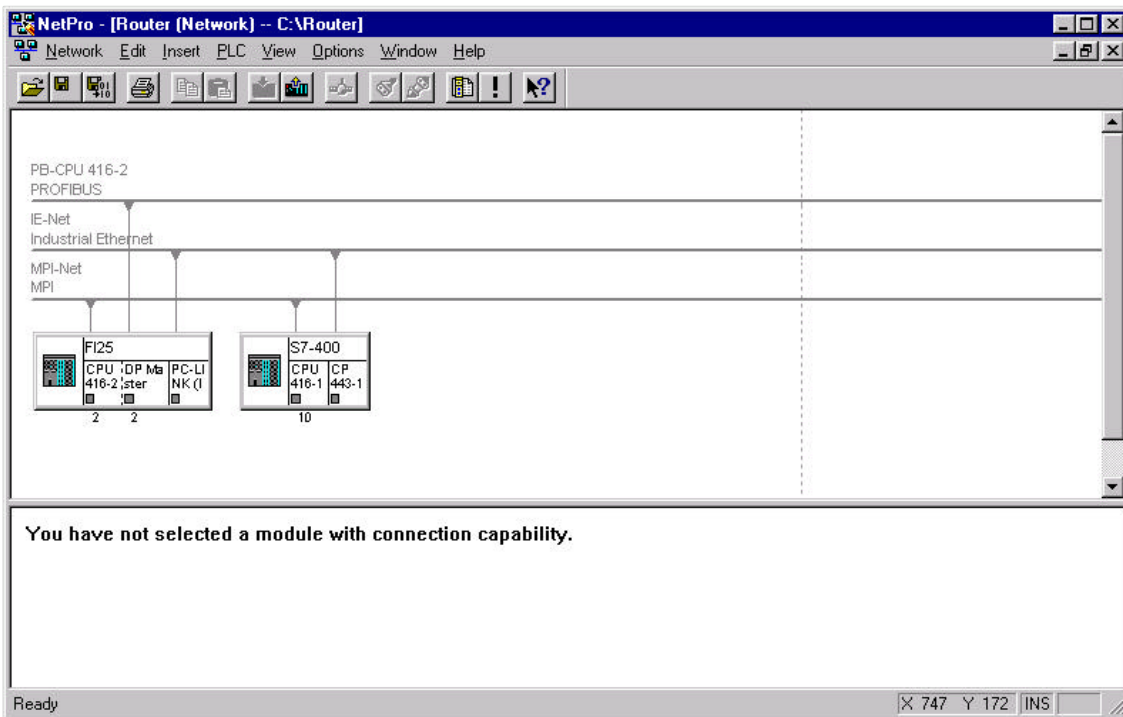 NetPro - [Router (Network) -- C:\Router]
Network Edit Insert PLC View Options Window Help
PB-CPU 416-2
PROFIBUS
IE-Net
Industrial Ethernet
MPI-Net
MPI
FI25
CPU 416-2
DP Ma
ster
PC-LI
NK (I
2 2
S7-400
CPU 416-1
CP 443-1
10
You have not selected a module with connection capability.
Ready
X 747 Y 172 INS